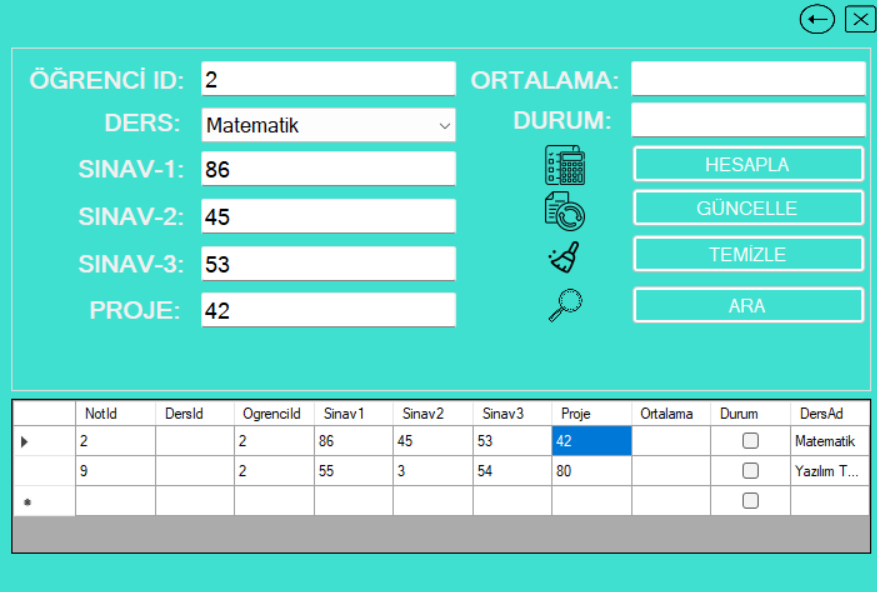 ÖĞRENCİ ID: 2
DERS: Matematik
SINAV-1: 86
SINAV-2: 45
SINAV-3: 53
PROJE: 42
ORTALAMA:
DURUM:
HESAPLA
GÜNCELLE
TEMİZLE
ARA
NotId DersId OgrenciId Sinav1 Sinav2 Sinav3 Proje Ortalama Durum DersAd
2 2 86 45 53 42 Matematik
9 2 55 3 54 80 Yazılım T...